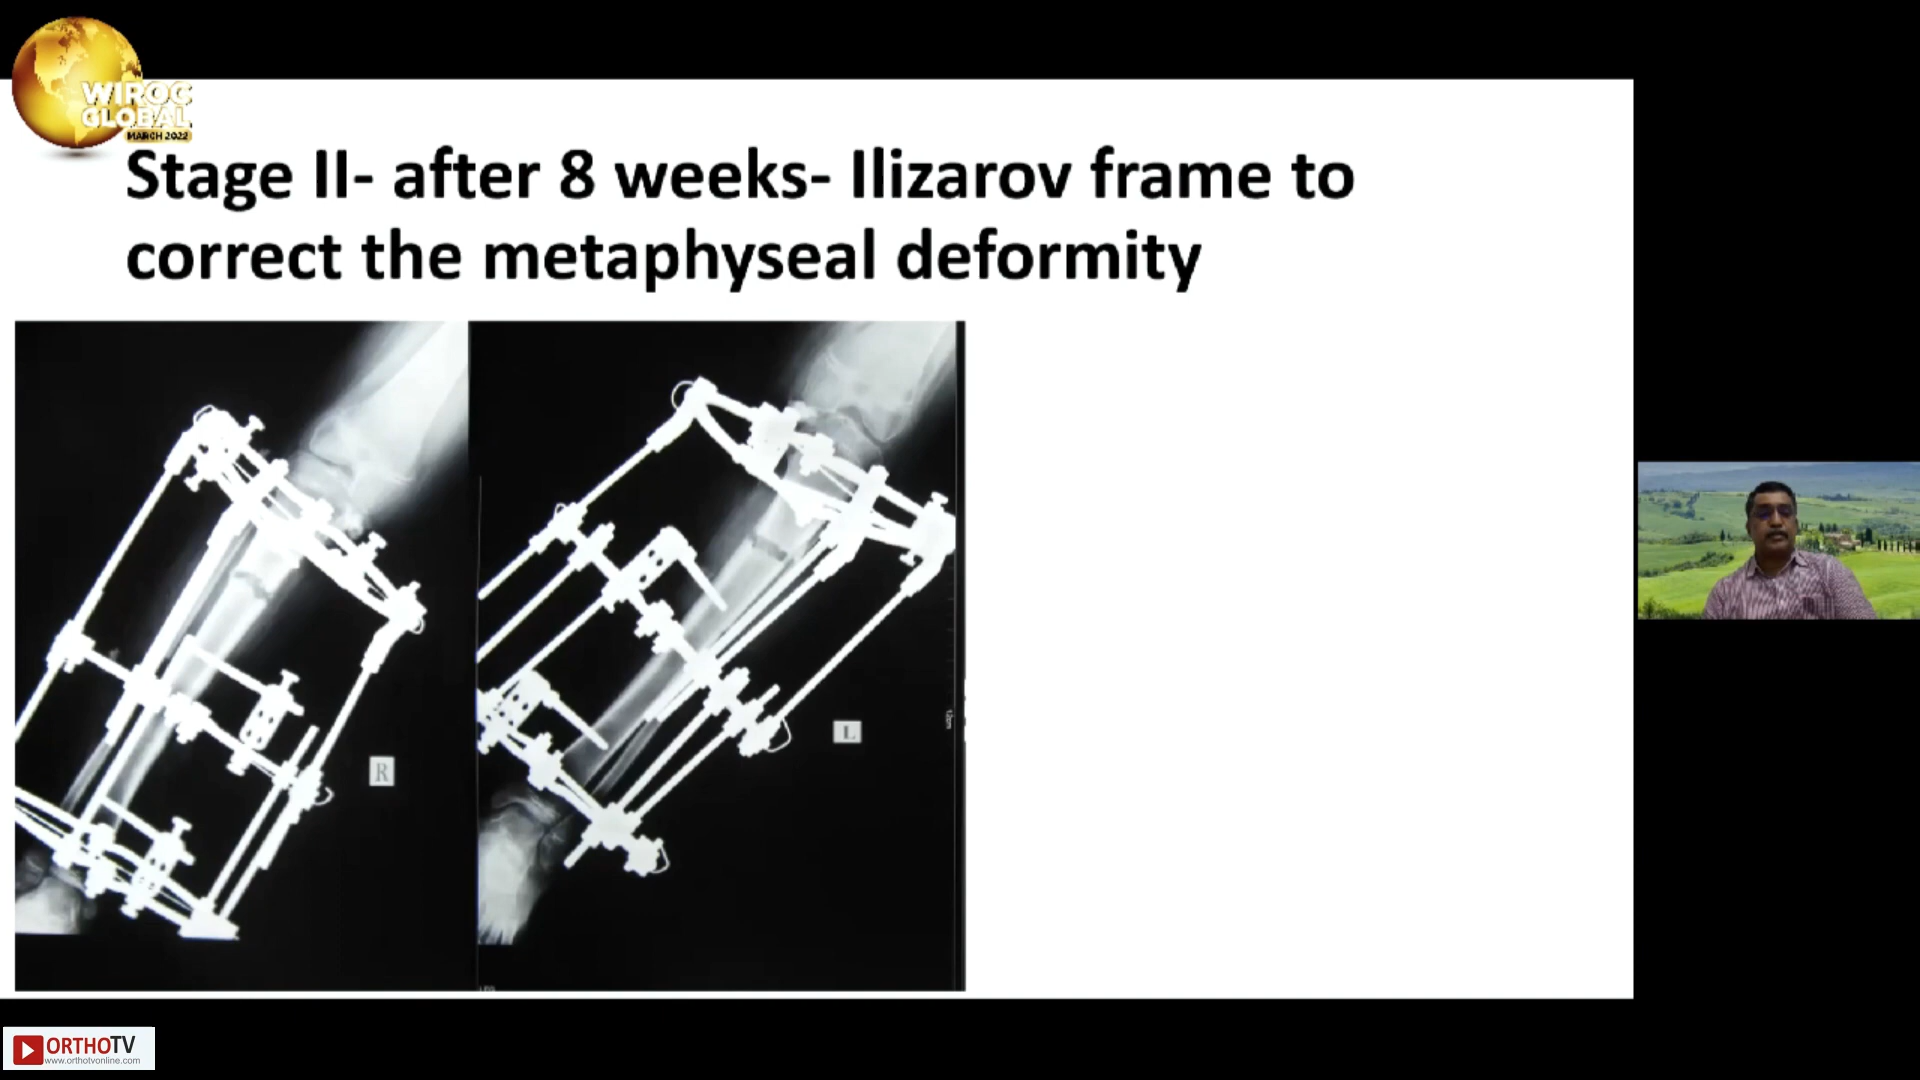 WIROC
GLOBAL
MARCH 2022
Stage II- after 8 weeks- Ilizarov frame to
correct the metaphyseal deformity
R
L
ORTHOTV
www.orthotvonline.com